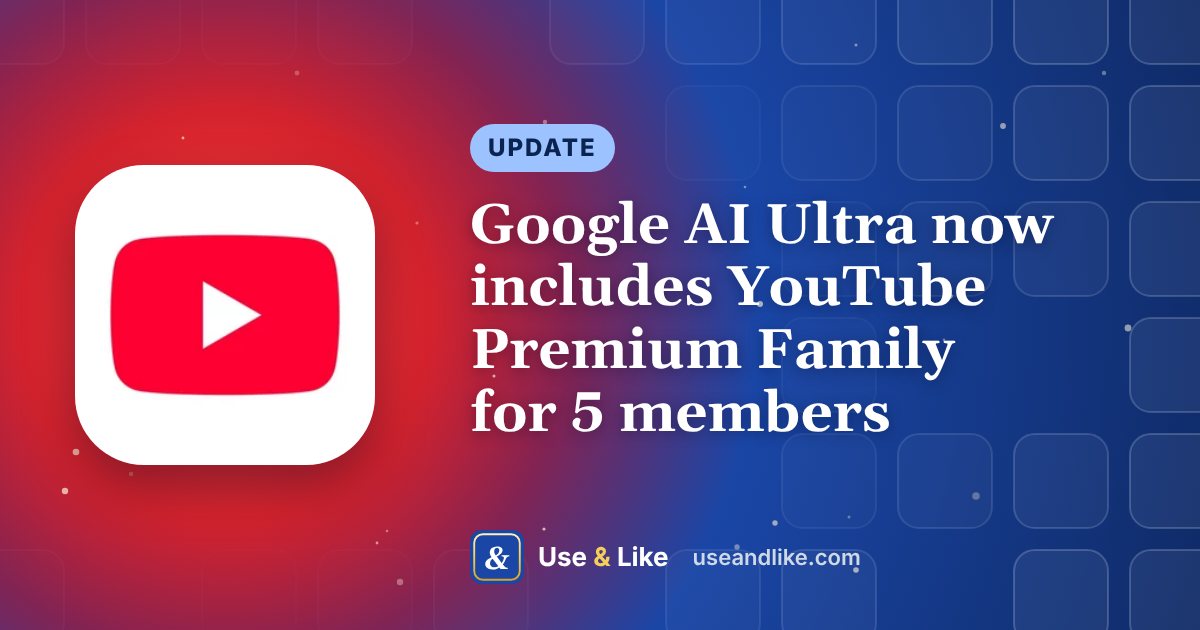 UPDATE
Google AI Ultra now
includes YouTube
Premium Family
for 5 members
& Use & Like useandlike.com